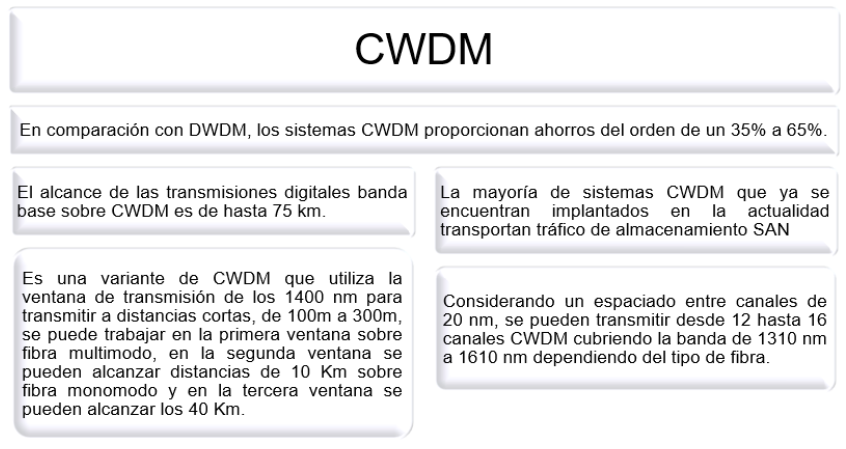 CWDM
En comparación con DWDM, los sistemas CWDM proporcionan ahorros del orden de un 35% a 65%.
El alcance de las transmisiones digitales banda
base sobre CWDM es de hasta 75 km.
La mayoría de sistemas CWDM que ya se
encuentran implantados en la actualidad
transportan tráfico de almacenamiento SAN
Es una variante de CWDM que utiliza la
ventana de transmisión de los 1400 nm para
transmitir a distancias cortas, de 100m a 300m,
se puede trabajar en la primera ventana sobre
fibra multimodo, en la segunda ventana se
pueden alcanzar distancias de 10 Km sobre
fibra monomodo y en la tercera ventana se
pueden alcanzar los 40 Km.
Considerando un espaciado entre canales de
20 nm, se pueden transmitir desde 12 hasta 16
canales CWDM cubriendo la banda de 1310 nm
a 1610 nm dependiendo del tipo de fibra.